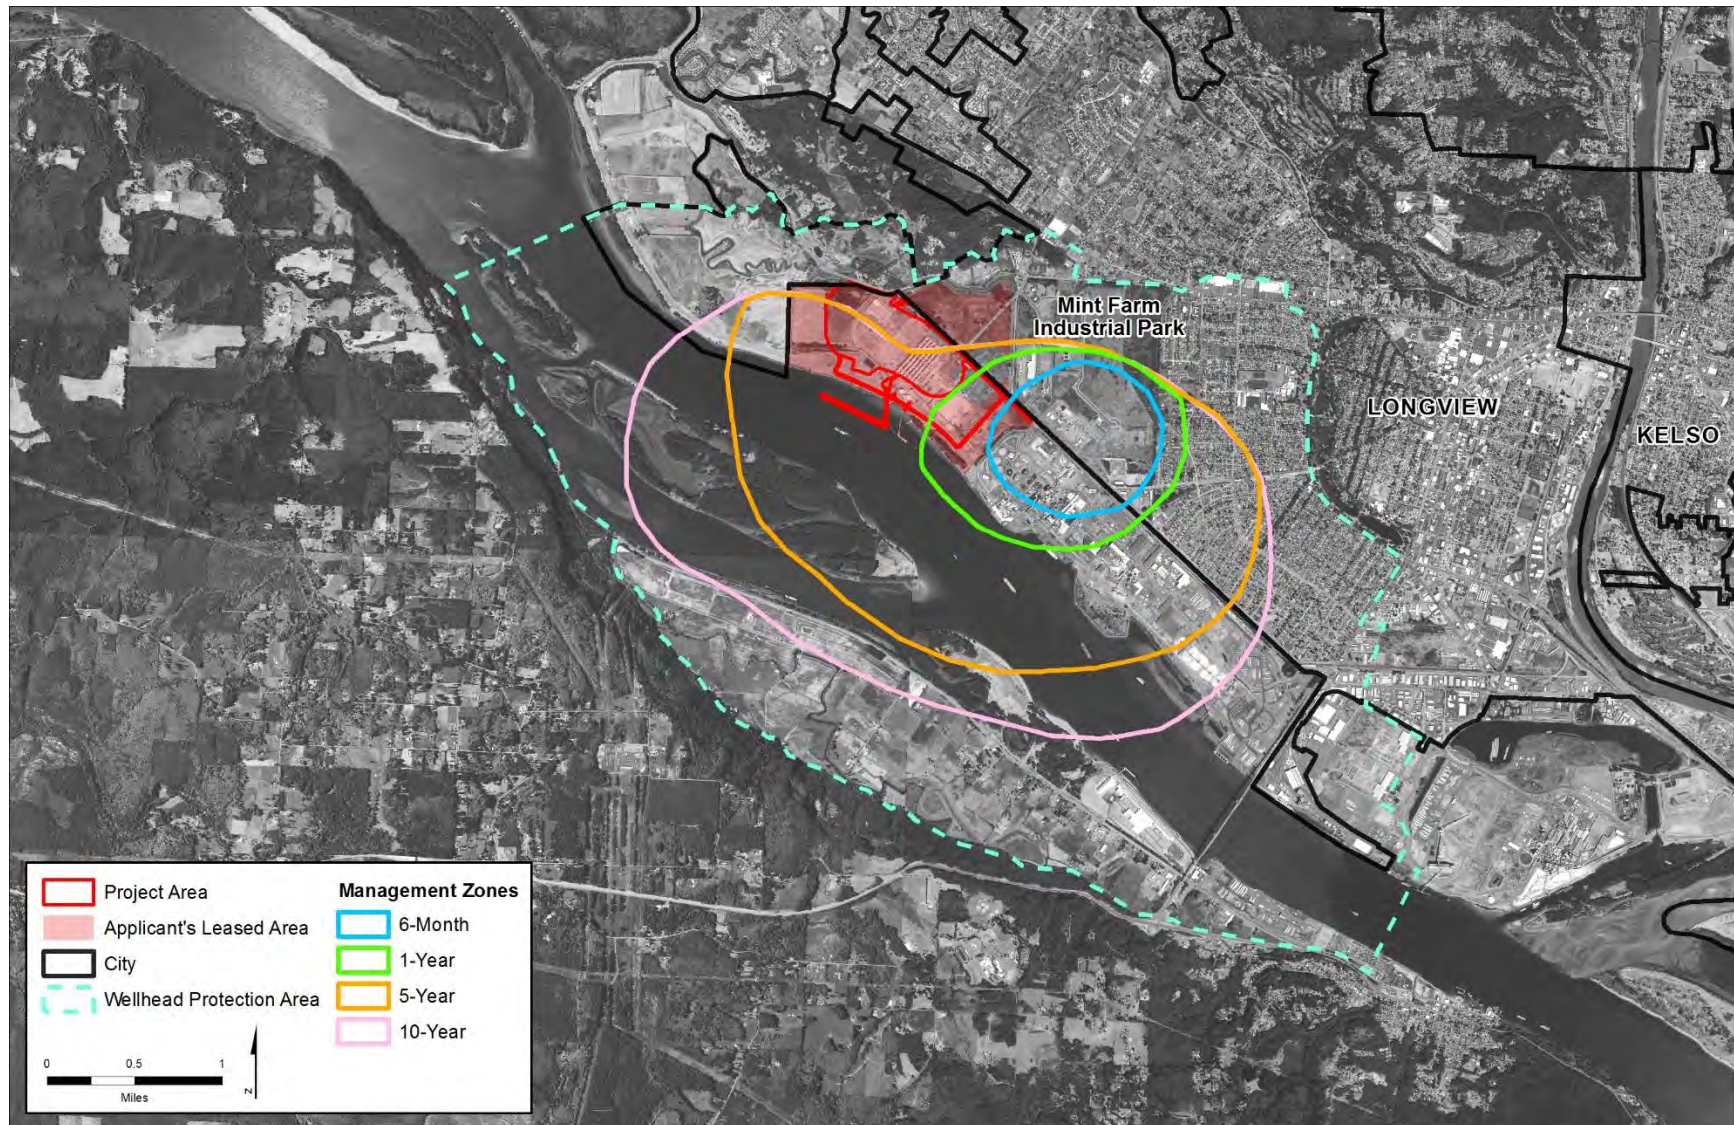 Mint Farm
Industrial Park
LONGVIEW
KELSO
Project Area
Applicant's Leased Area
City
Wellhead Protection Area
Management Zones
6-Month
1-Year
5-Year
10-Year
0 0.5 1
Miles
N